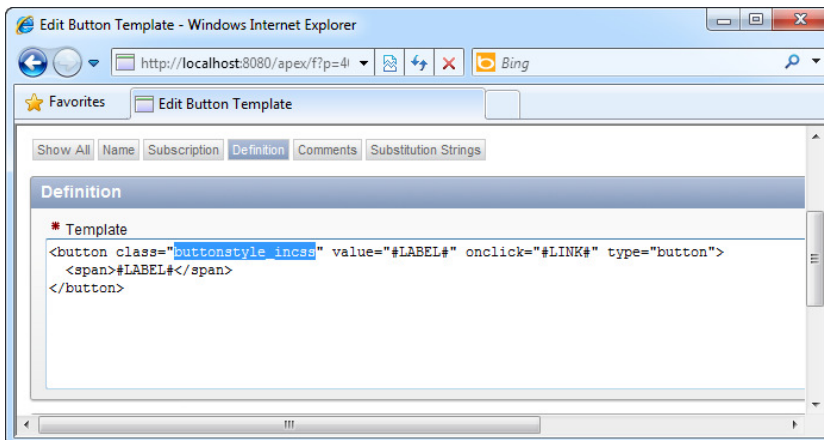 Edit Button Template - Windows Internet Explorer
http://localhost:8080/apex/f?p=4
Bing
Favorites
Edit Button Template
Show All Name Subscription Definition Comments Substitution Strings
Definition
* Template
<button class="buttonstyle_incss" value="#LABEL#" onclick="#LINK#" type="button">
<span>#LABEL#</span>
</button>